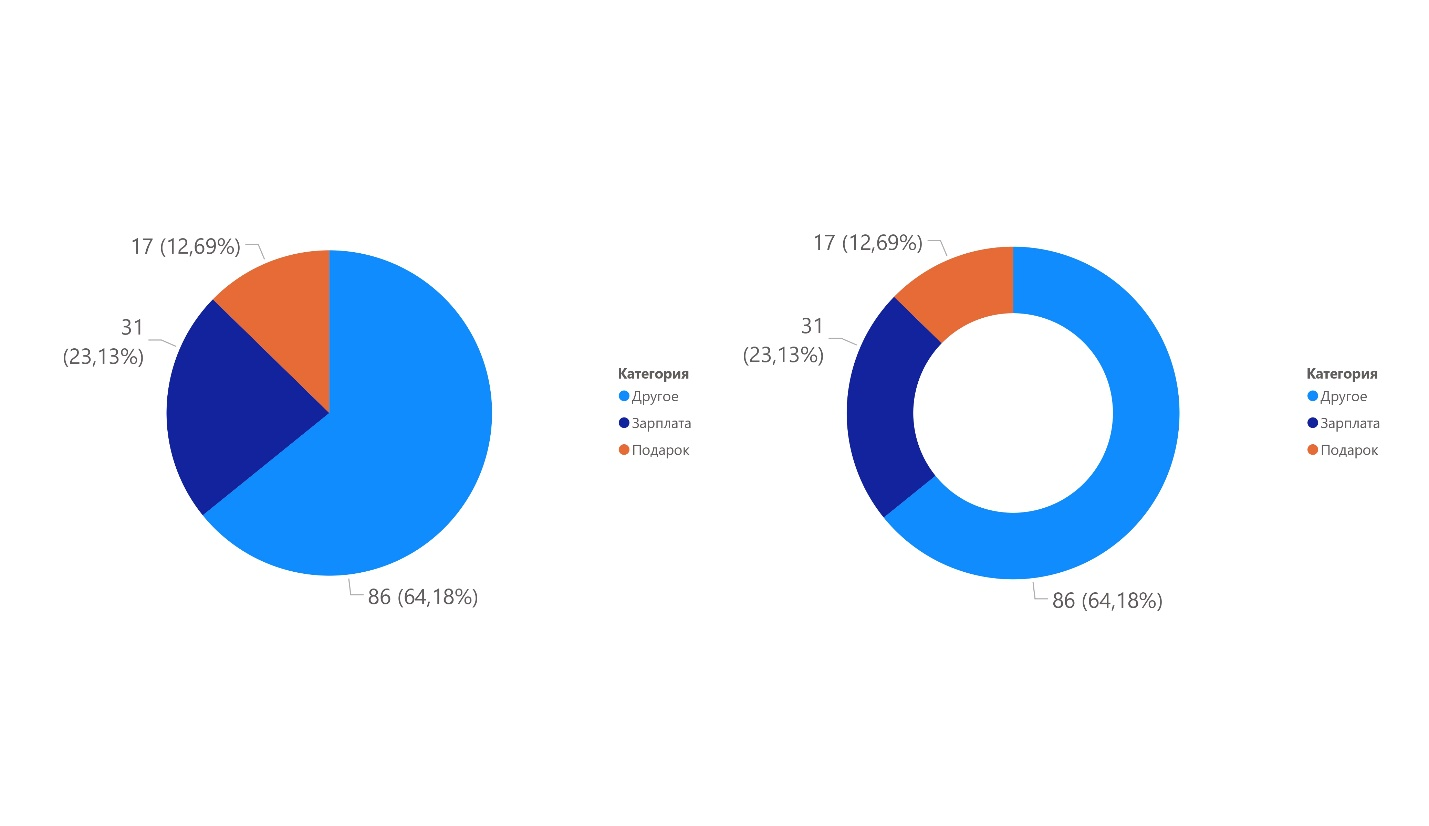 17 (12,69%)
31
(23,13%)
86 (64,18%)
Категория
Другое
Зарплата
Подарок
17 (12,69%)
31
(23,13%)
86 (64,18%)
Категория
Другое
Зарплата
Подарок